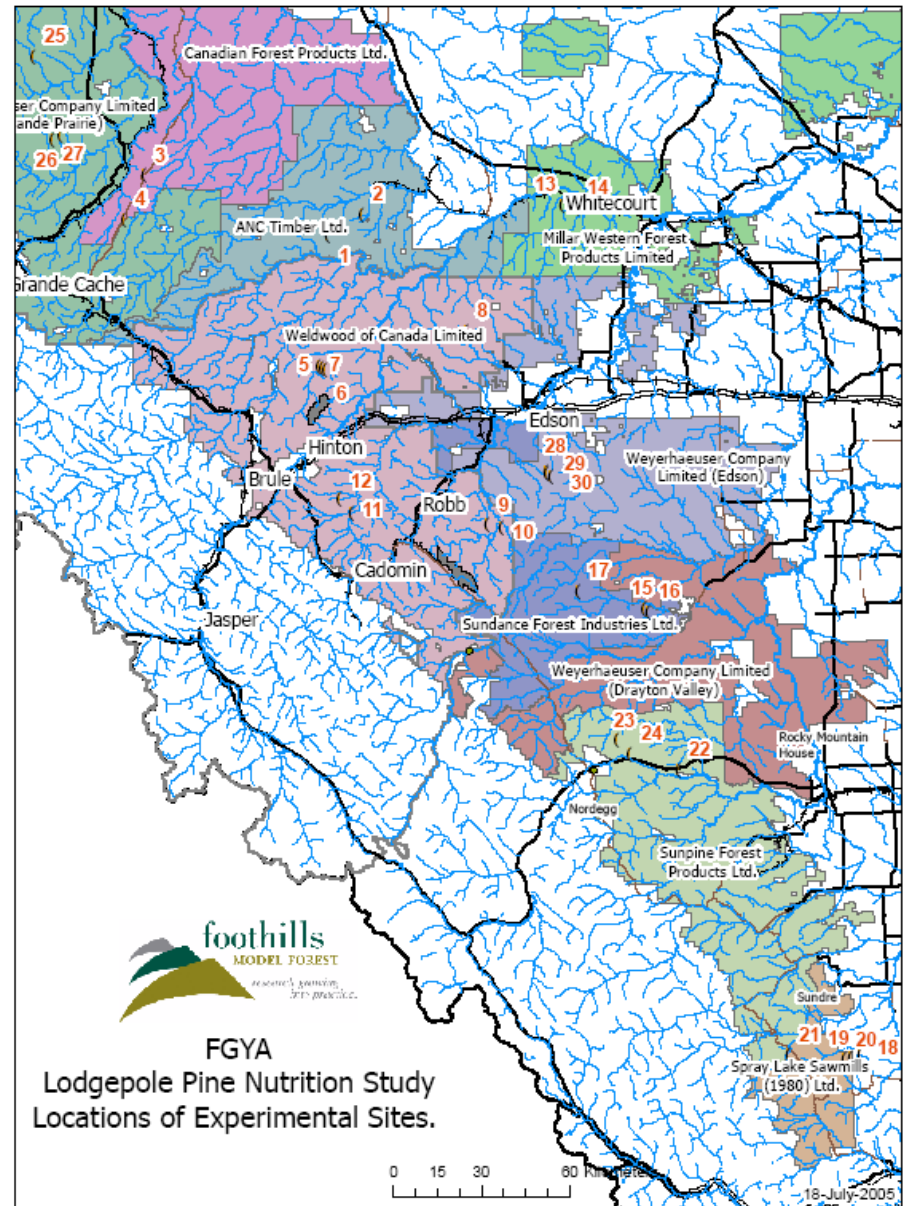 25
Canadian Forest Products Ltd.
ser Company Limited
ande Prairie)
26 27
3
4
2
ANC Timber Ltd.
1
13
14
Whitecourt
Millar Western Forest
Products Limited
Grande Cache
8
Weldwood of Canada Limited
5 7
6
Hinton
Brule
Edson
28
29
30
Weyerhaeuser Company
Limited (Edson)
12
11
Robb
9
10
Cadomin
17
15 16
Jasper
Sundance Forest Industries Ltd.
Weyerhaeuser Company Limited
(Drayton Valley)
23
24
22
Rocky Mountain
House
Nordegg
Sunpine Forest
Products Ltd.
foothills
MODEL FOREST
research growing
into practice.
Sundre
21 19 20 18
Spray Lake Sawmills
(1980) Ltd.
FGYA
Lodgepole Pine Nutrition Study
Locations of Experimental Sites.
0 15 30 60 Kilometers
18-July-2005